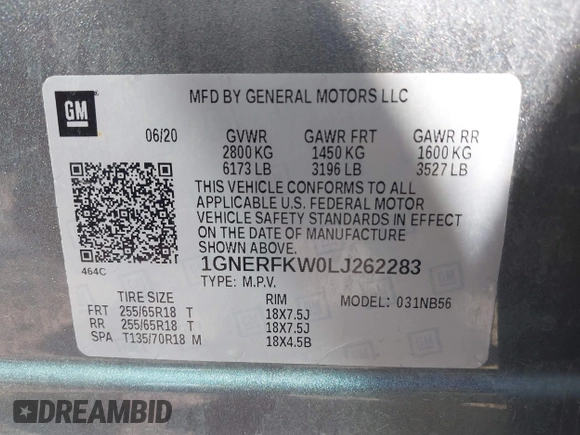 GM
MFD BY GENERAL MOTORS LLC
06/20 GVWR GAWR FRT GAWR RR
2800 KG 1450 KG 1600 KG
6173 LB 3196 LB 3527 LB
THIS VEHICLE CONFORMS TO ALL
APPLICABLE U.S. FEDERAL MOTOR
VEHICLE SAFETY STANDARDS IN EFFECT
ON THE DATE OF MANUFACTURE
SHOWN ABOVE.
464C
1GNERFKW0LJ262283
TYPE: M.P.V.
TIRE SIZE RIM MODEL: 031NB56
FRT 255/65R18 T 18X7.5J
RR 255/65R18 T 18X7.5J
SPA T135/70R18 M 18X4.5B
DREAMBID